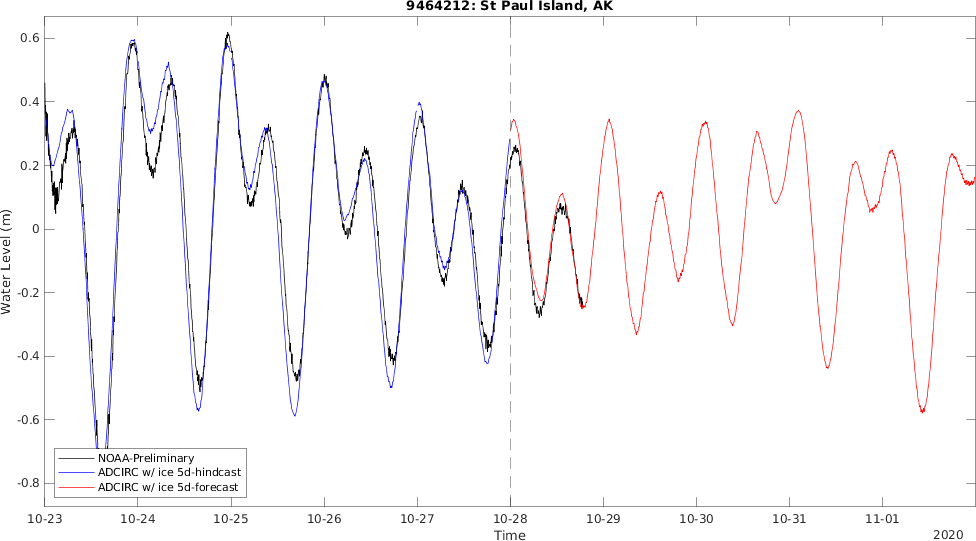 9464212: St Paul Island, AK
0.6
0.4
0.2
0
-0.2
-0.4
-0.6
-0.8
Water Level (m)
NOAA-Preliminary
ADCIRC w/ ice 5d-hindcast
ADCIRC w/ ice 5d-forecast
10-23 10-24 10-25 10-26 10-27 10-28 10-29 10-30 10-31 11-01
Time
2020